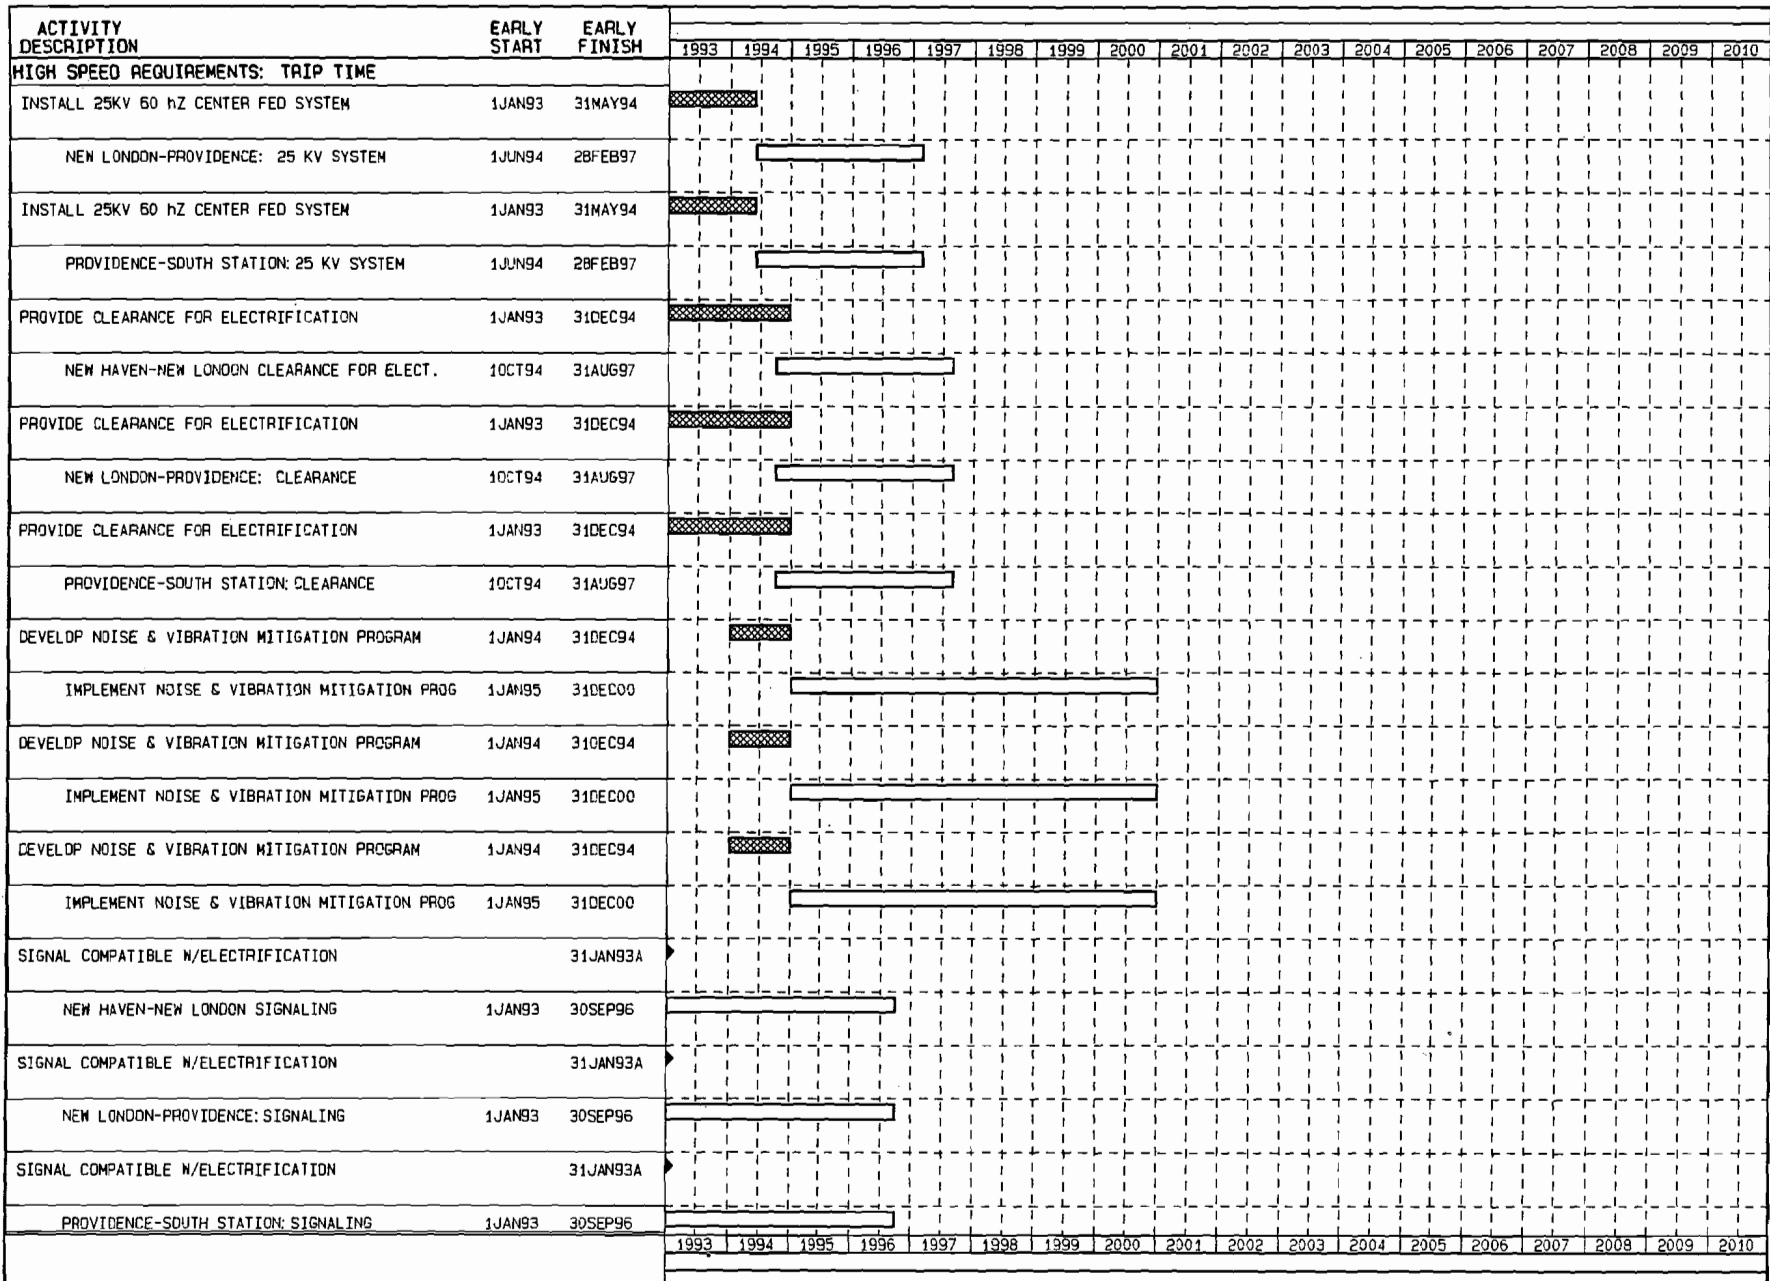 ACTIVITY DESCRIPTION EARLY START EARLY FINISH
1993 1994 1995 1996 1997 1998 1999 2000 2001 2002 2003 2004 2005 2006 2007 2008 2009 2010
HIGH SPEED REQUIREMENTS: TRIP TIME
INSTALL 25KV 60 hZ CENTER FED SYSTEM 1JAN93 31MAY94
NEW LONDON-PROVIDENCE: 25 KV SYSTEM 1JUN94 28FEB97
INSTALL 25KV 60 hZ CENTER FED SYSTEM 1JAN93 31MAY94
PROVIDENCE-SOUTH STATION: 25 KV SYSTEM 1JUN94 28FEB97
PROVIDE CLEARANCE FOR ELECTRIFICATION 1JAN93 31DEC94
NEW HAVEN-NEW LONDON CLEARANCE FOR ELECT. 1OCT94 31AUG97
PROVIDE CLEARANCE FOR ELECTRIFICATION 1JAN93 31DEC94
NEW LONDON-PROVIDENCE: CLEARANCE 1OCT94 31AUG97
PROVIDE CLEARANCE FOR ELECTRIFICATION 1JAN93 31DEC94
PROVIDENCE-SOUTH STATION: CLEARANCE 1OCT94 31AUG97
DEVELOP NOISE & VIBRATION MITIGATION PROGRAM 1JAN94 31DEC94
IMPLEMENT NOISE & VIBRATION MITIGATION PROG 1JAN95 31DEC00
DEVELOP NOISE & VIBRATION MITIGATION PROGRAM 1JAN94 31DEC94
IMPLEMENT NOISE & VIBRATION MITIGATION PROG 1JAN95 31DEC00
DEVELOP NOISE & VIBRATION MITIGATION PROGRAM 1JAN94 31DEC94
IMPLEMENT NOISE & VIBRATION MITIGATION PROG 1JAN95 31DEC00
SIGNAL COMPATIBLE W/ELECTRIFICATION 31JAN93A
NEW HAVEN-NEW LONDON SIGNALING 1JAN93 30SEP96
SIGNAL COMPATIBLE W/ELECTRIFICATION 31JAN93A
NEW LONDON-PROVIDENCE: SIGNALING 1JAN93 30SEP96
SIGNAL COMPATIBLE W/ELECTRIFICATION 31JAN93A
PROVIDENCE-SOUTH STATION: SIGNALING 1JAN93 30SEP96
1993 1994 1995 1996 1997 1998 1999 2000 2001 2002 2003 2004 2005 2006 2007 2008 2009 2010